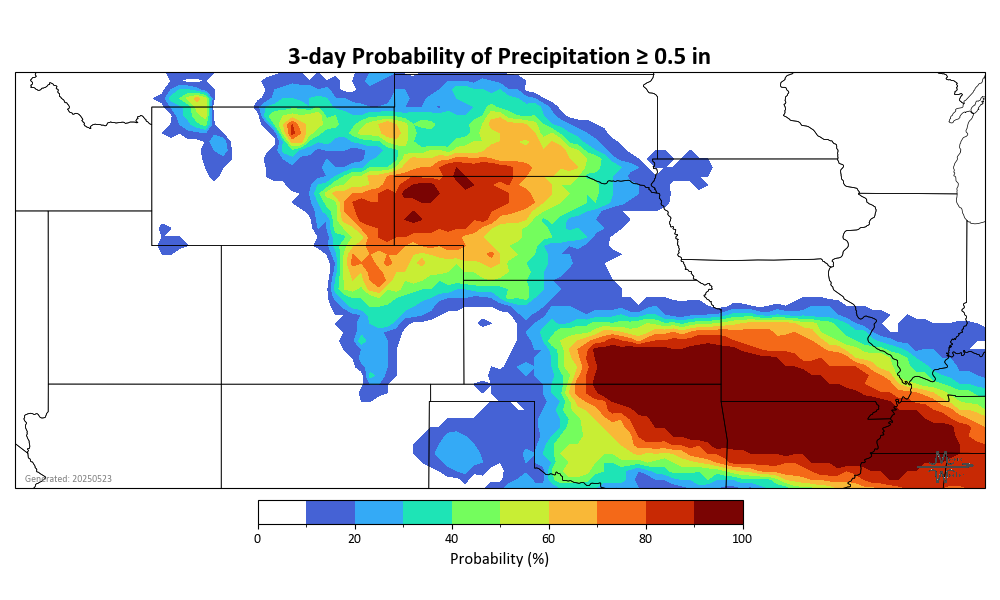 3-day Probability of Precipitation ≥ 0.5 in
Generated: 20250523
M
W
0 20 40 60 80 100
Probability (%)